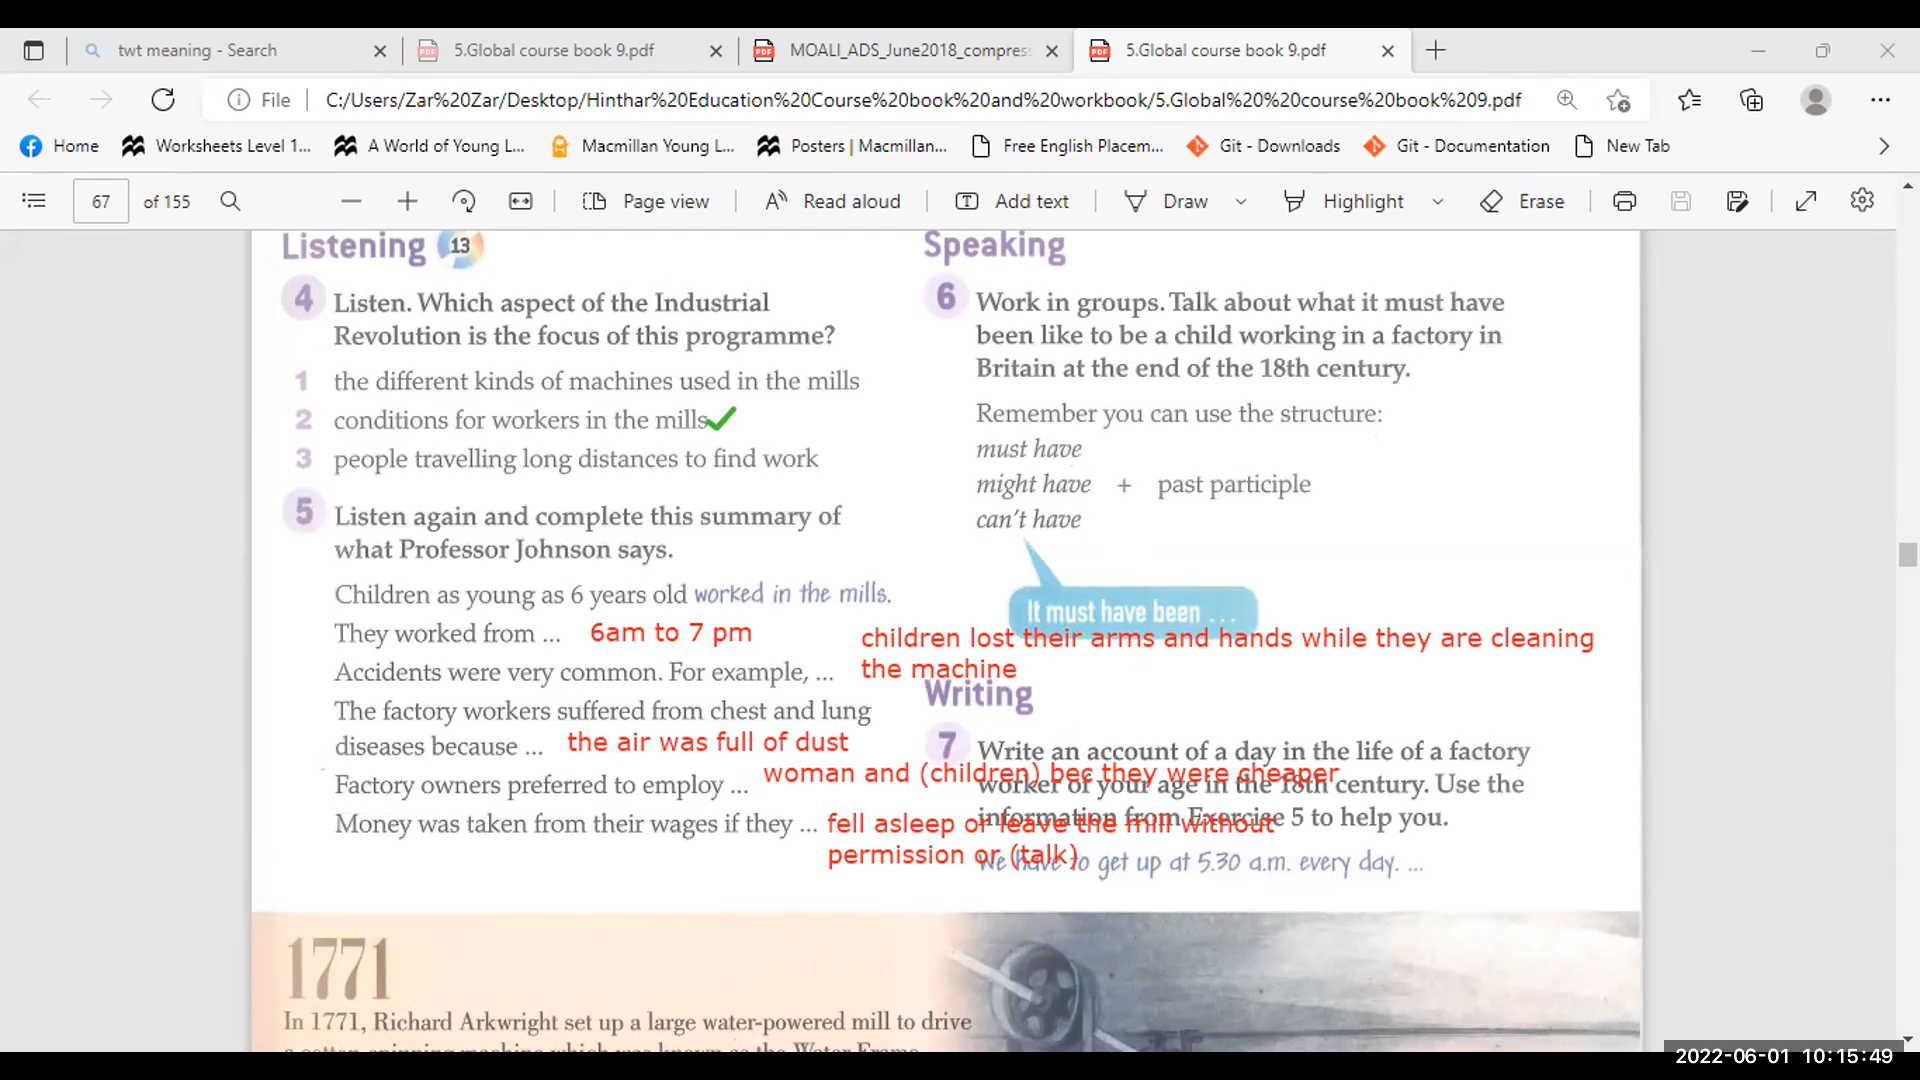 twt meaning - Search
5.Global course book 9.pdf
MOALI_ADS_June2018_compres
5.Global course book 9.pdf
File
C:/Users/Zar%20Zar/Desktop/Hinthar%20Education%20Course%20book%20and%20workbook/5.Global%20%20course%20book%209.pdf
Home
Worksheets Level 1...
A World of Young L...
Macmillan Young L...
Posters | Macmillan...
Free English Placem...
Git - Downloads
Git - Documentation
New Tab
67 of 155
Page view
Read aloud
Add text
Draw
Highlight
Erase
Listening 13
4 Listen. Which aspect of the Industrial
Revolution is the focus of this programme?
1 the different kinds of machines used in the mills
2 conditions for workers in the mills
3 people travelling long distances to find work
5 Listen again and complete this summary of
what Professor Johnson says.
Children as young as 6 years old worked in the mills.
They worked from ... 6am to 7 pm
Accidents were very common. For example, ... children lost their arms and hands while they are cleaning
the machine
The factory workers suffered from chest and lung
diseases because ... the air was full of dust
Factory owners preferred to employ ... woman and (children) bec they were cheaper
Money was taken from their wages if they ... fell asleep or leave the mill without
permission or (talk)
Speaking
6 Work in groups. Talk about what it must have
been like to be a child working in a factory in
Britain at the end of the 18th century.
Remember you can use the structure:
must have
might have + past participle
can't have
It must have been ...
Writing
7 Write an account of a day in the life of a factory
worker of your age in the 18th century. Use the
information from Exercise 5 to help you.
We have to get up at 5.30 a.m. every day. ...
1771
In 1771, Richard Arkwright set up a large water-powered mill to drive
a cotton-spinning machine which was known as the Water Frame
2022-06-01 10:15:49